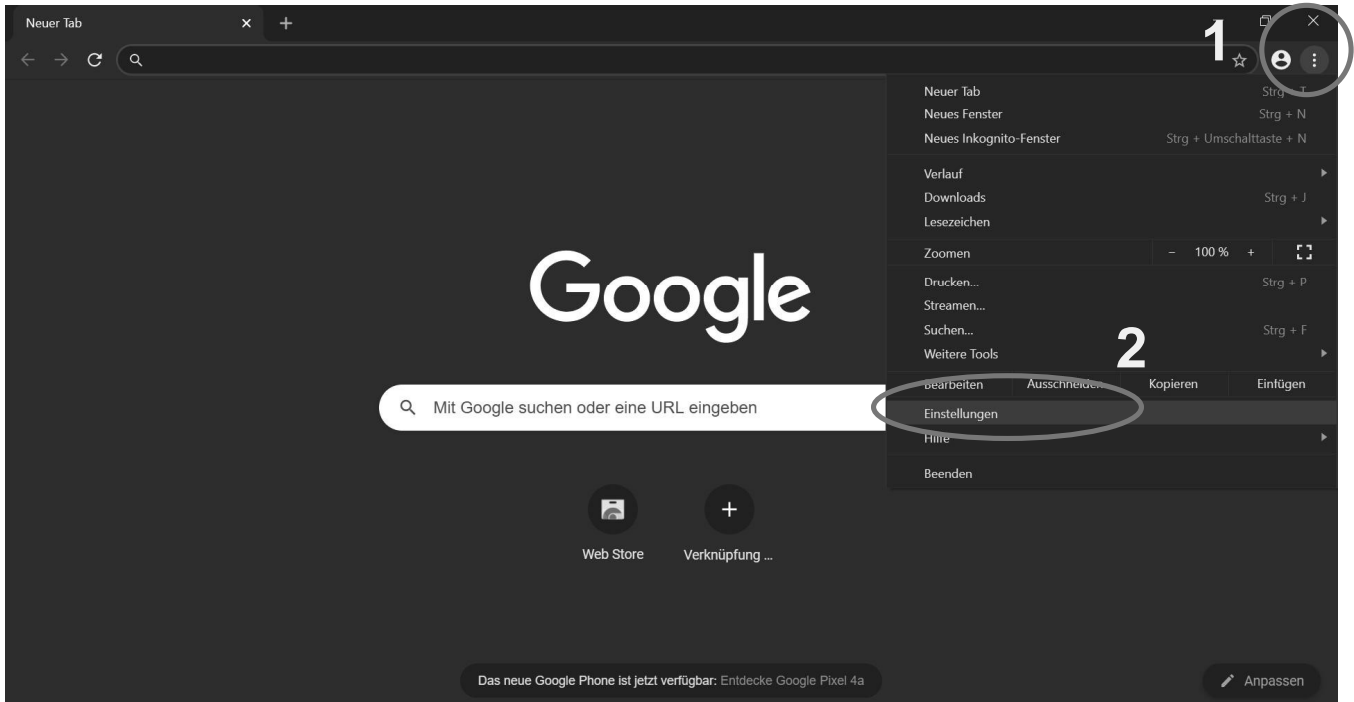 Neuer Tab
1
Neuer Tab Strg + T
Neues Fenster Strg + N
Neues Inkognito-Fenster Strg + Umschalttaste + N
Verlauf
Downloads Strg + J
Lesezeichen
Zoomen - 100 % +
Drucken... Strg + P
Streamen...
Suchen... Strg + F
Weitere Tools
2
Bearbeiten Ausschneiden Kopieren Einfügen
Einstellungen
Hilfe
Beenden
Google
Mit Google suchen oder eine URL eingeben
Web Store Verknüpfung ...
Das neue Google Phone ist jetzt verfügbar: Entdecke Google Pixel 4a
Anpassen